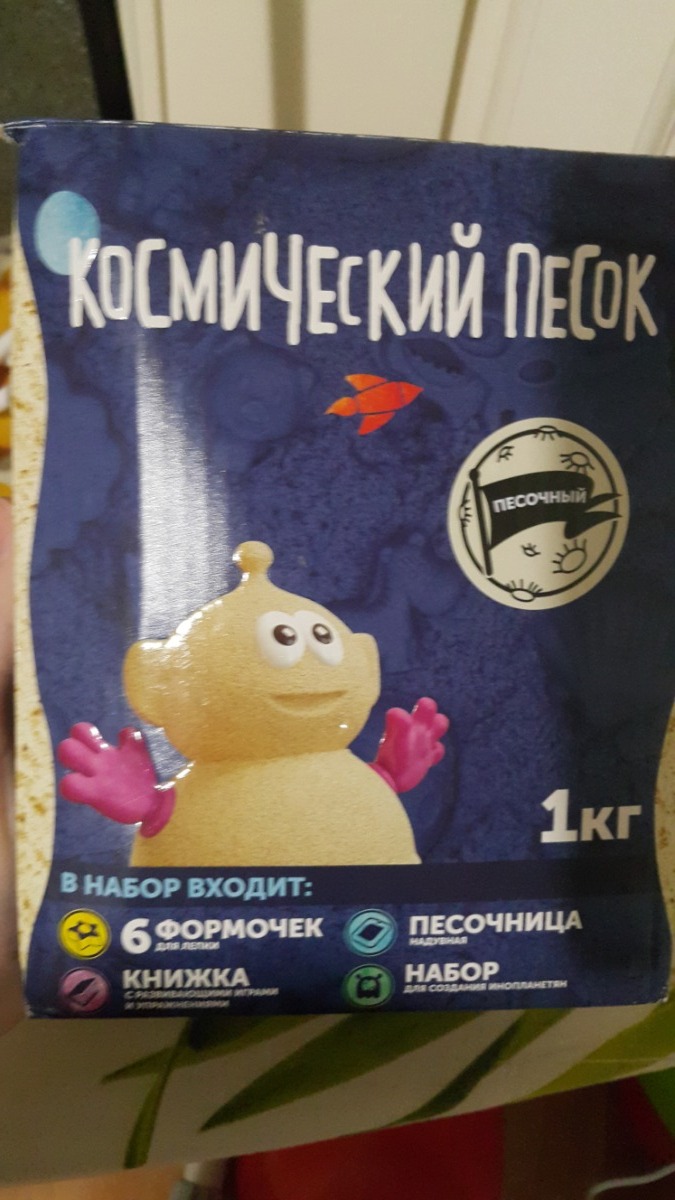 КОСМИЧЕСКИЙ ПЕСОК
ПЕСОЧНЫЙ
1кг
В НАБОР ВХОДИТ:
6 ФОРМОЧЕК
ДЛЯ ЛЕПКИ
ПЕСОЧНИЦА
НАДУВНАЯ
КНИЖКА
С РАЗВИВАЮЩИМИ ИГРАМИ
И УПРАЖНЕНИЯМИ
НАБОР
ДЛЯ СОЗДАНИЯ ИНОПЛАНЕТЯН